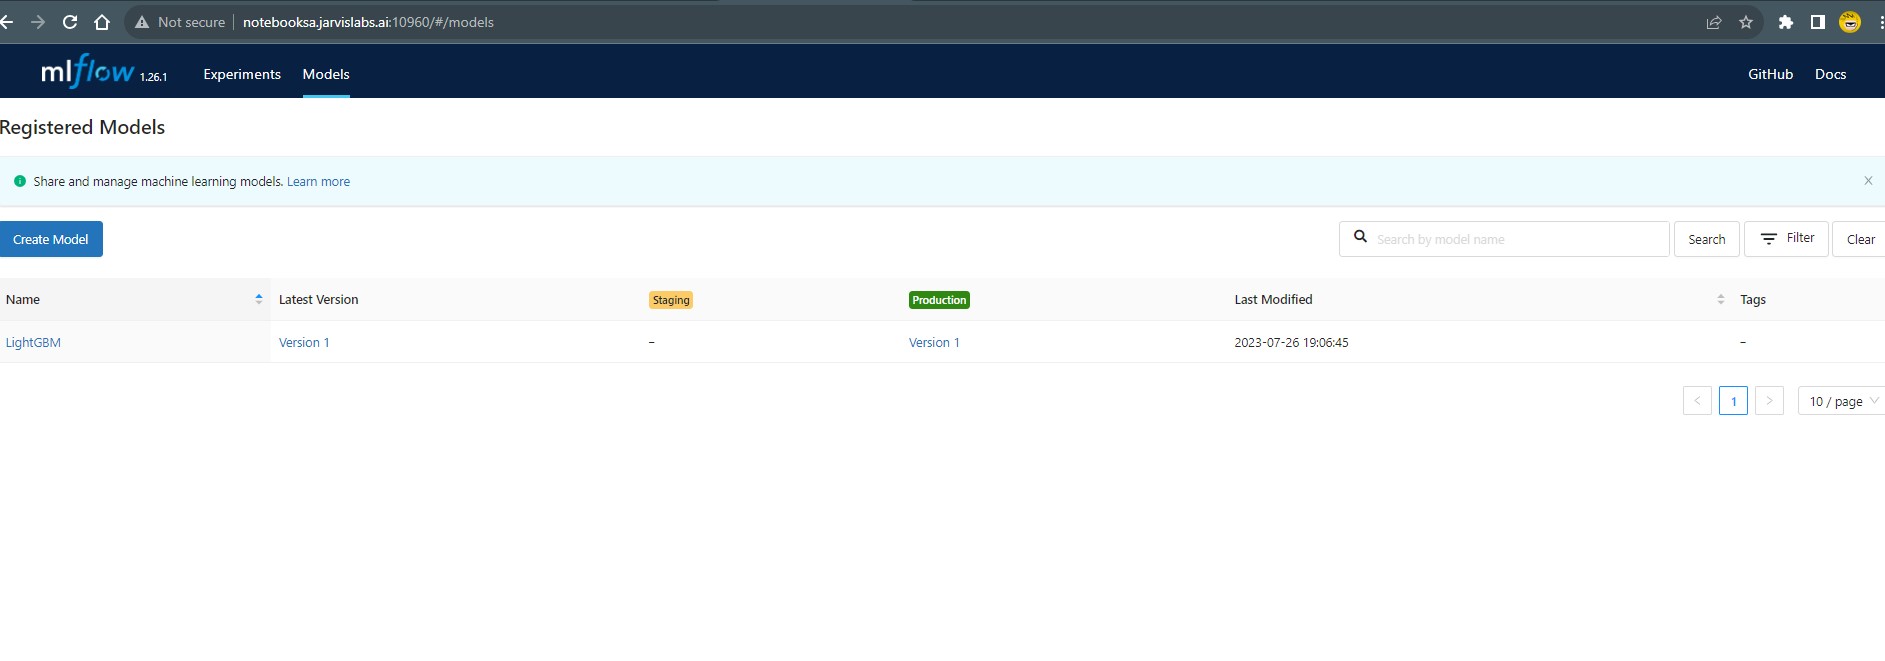 Not secure notebooksa.jarvislabs.ai:10960/#/models
mlflow 1.26.1 Experiments Models GitHub Docs
Registered Models
Share and manage machine learning models. Learn more
Create Model Search by model name Search Filter Clear
Name Latest Version Staging Production Last Modified Tags
LightGBM Version 1 – Version 1 2023-07-26 19:06:45 –
< 1 > 10 / page